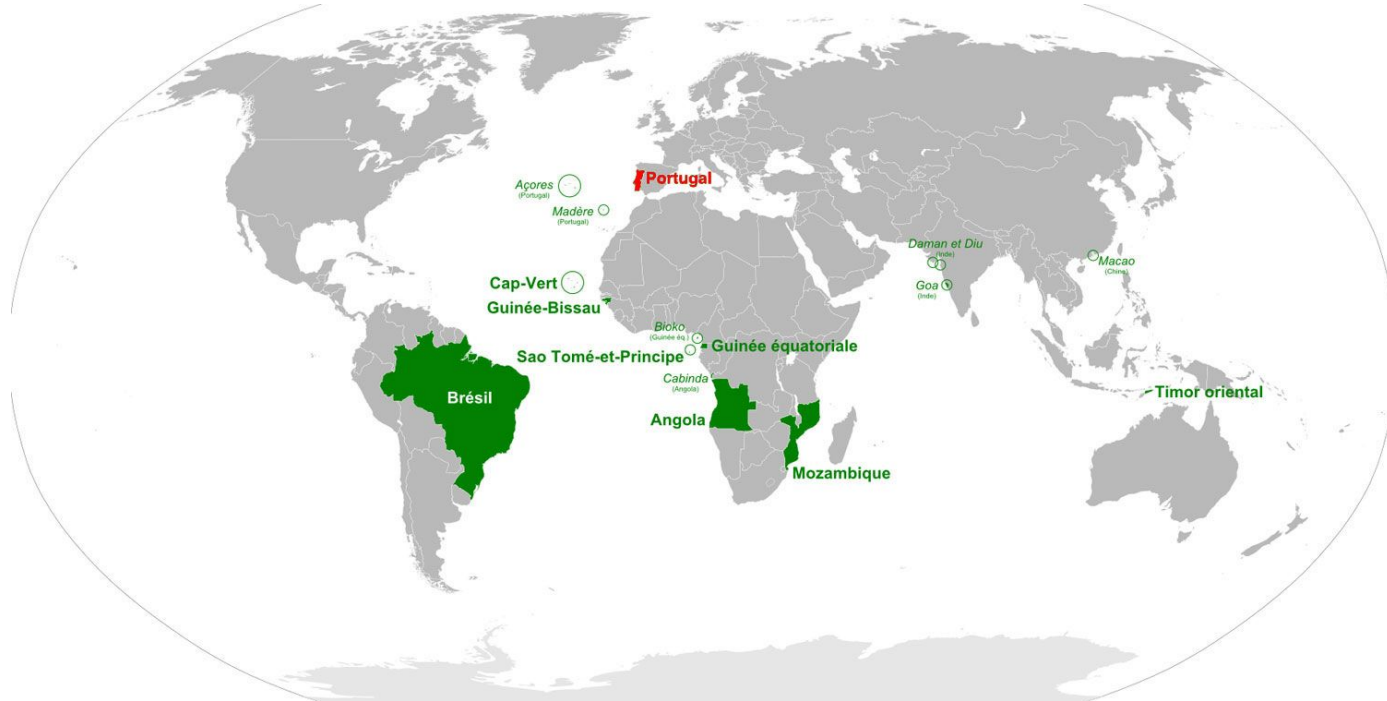 Portugal
Açores
(Portugal)
Madère
(Portugal)
Daman et Diu
(Inde)
Macao
(Chine)
Cap-Vert
Goa
(Inde)
Guinée-Bissau
Bioko
(Guinée éq.)
Guinée équatoriale
Sao Tomé-et-Principe
Cabinda
(Angola)
Timor oriental
Brésil
Angola
Mozambique